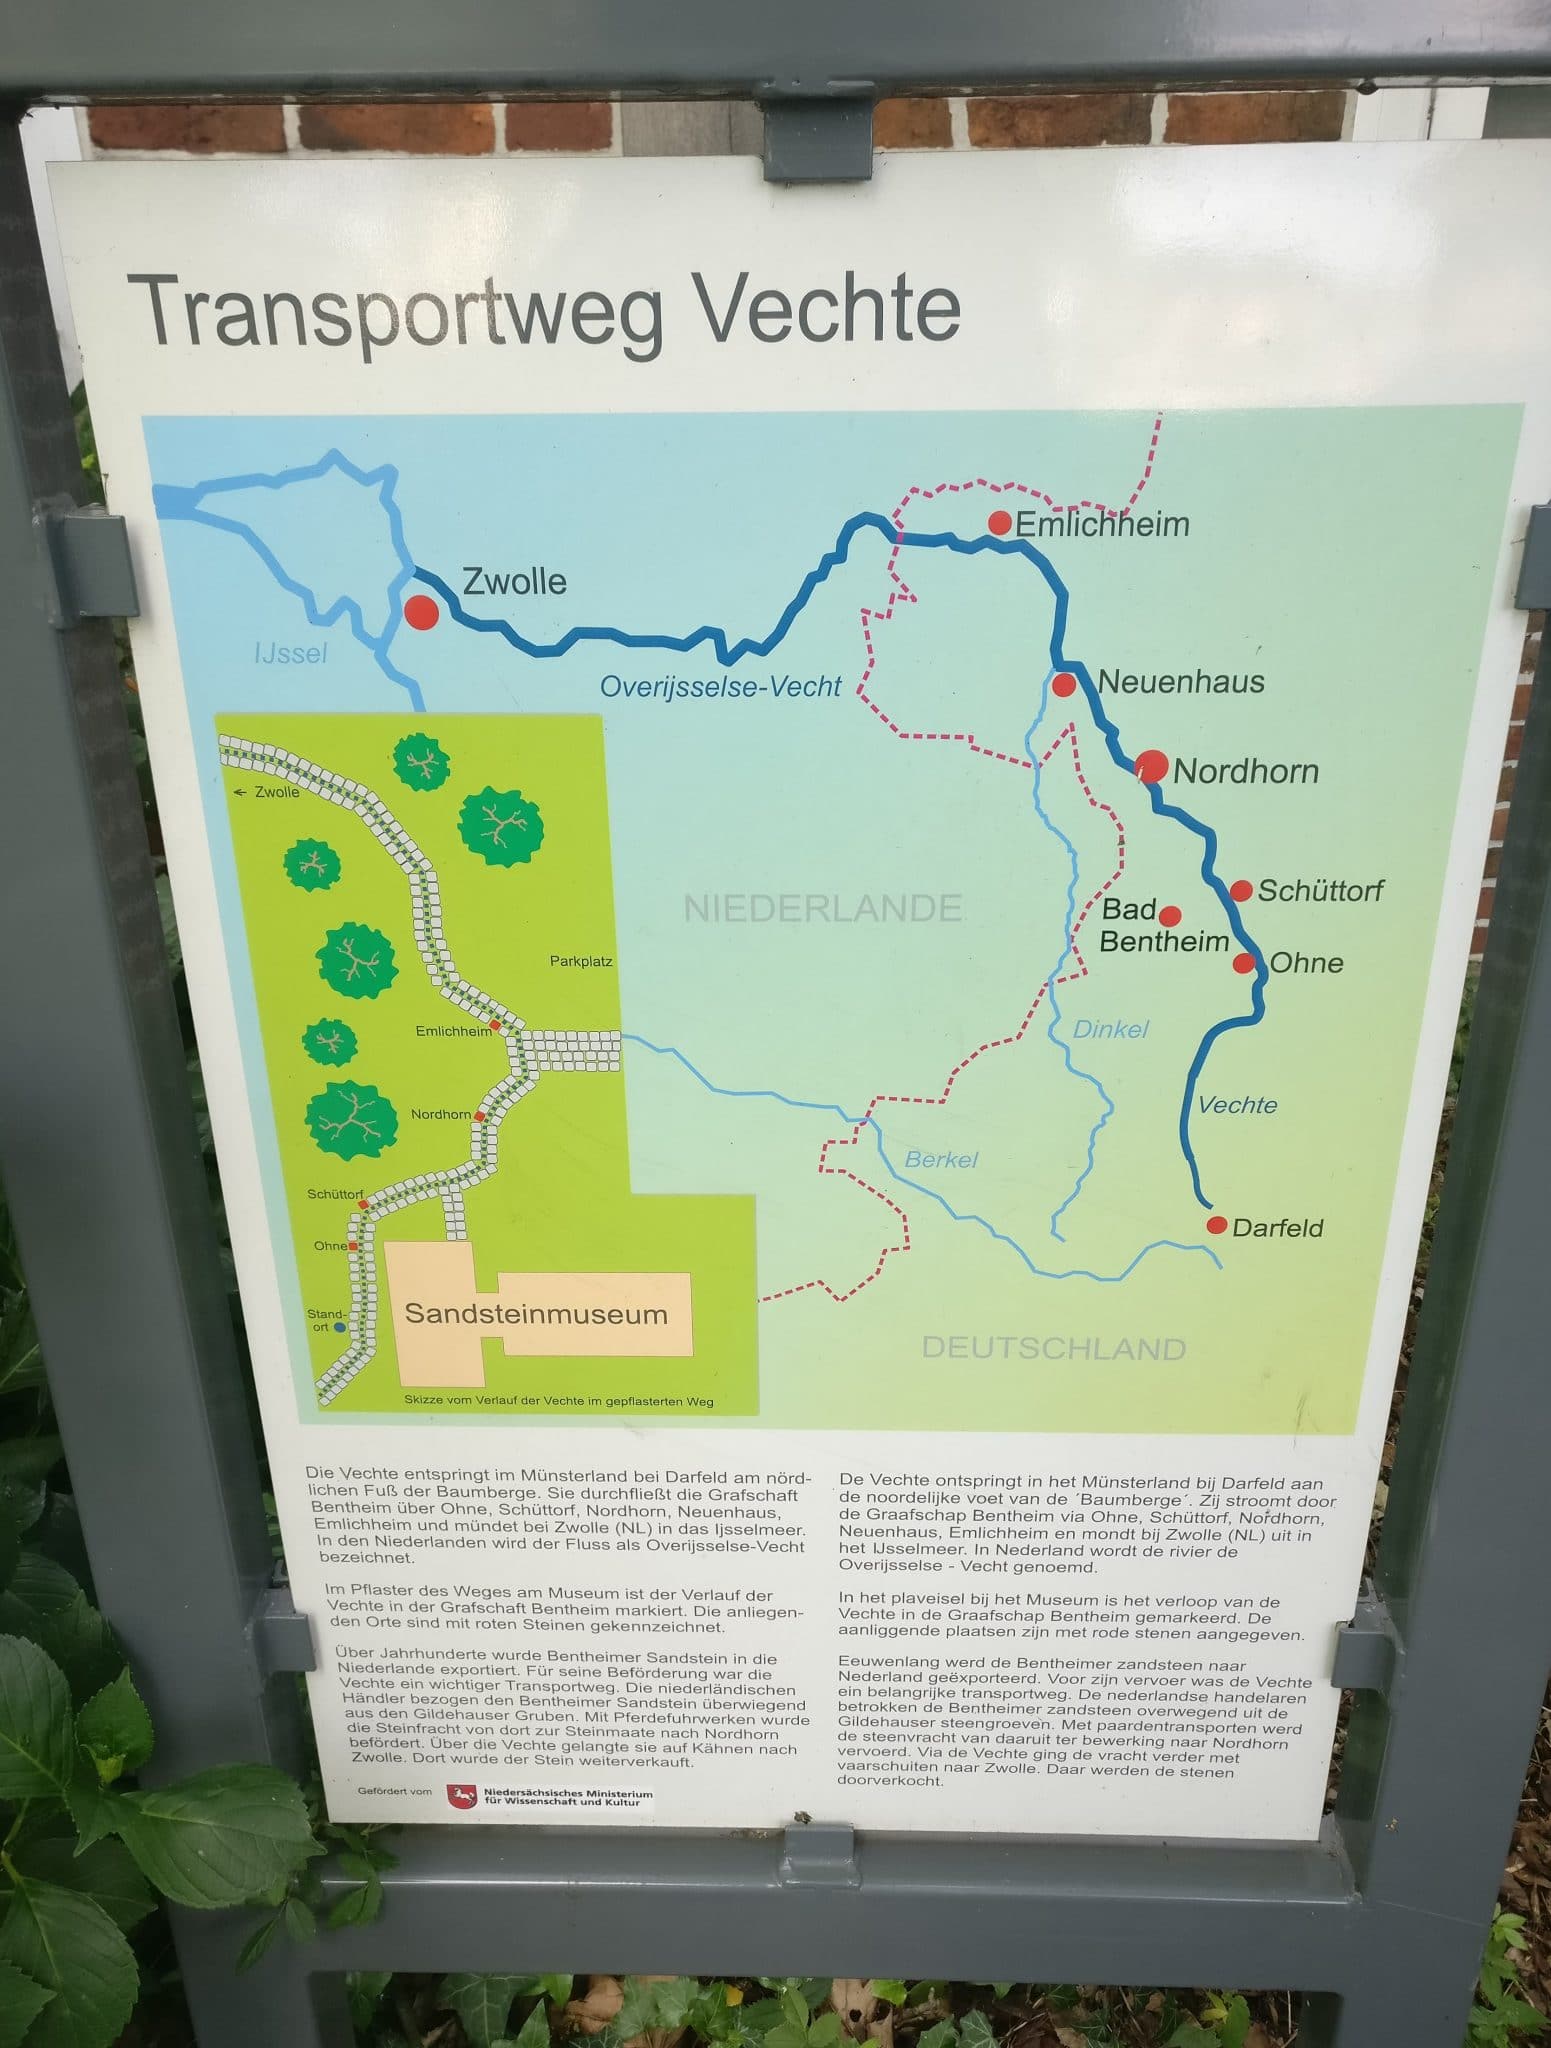 Transportweg Vechte
Emlichheim
Zwolle
IJssel
Overijsselse-Vecht
Neuenhaus
Nordhorn
← Zwolle
NIEDERLANDE
Schüttorf
Bad
Bentheim
Ohne
Parkplatz
Emlichheim
Dinkel
Nordhorn
Vechte
Berkel
Schüttorf
Darfeld
Ohne
Stand-
ort
Sandsteinmuseum
DEUTSCHLAND
Skizze vom Verlauf der Vechte im gepflasterten Weg
Die Vechte entspringt im Münsterland bei Darfeld am nörd-
lichen Fuß der Baumberge. Sie durchfließt die Grafschaft
Bentheim über Ohne, Schüttorf, Nordhorn, Neuenhaus,
Emlichheim und mündet bei Zwolle (NL) in das Ijsselmeer.
In den Niederlanden wird der Fluss als Overijsselse-Vecht
bezeichnet.
Im Pflaster des Weges am Museum ist der Verlauf der
Vechte in der Grafschaft Bentheim markiert. Die anliegen-
den Orte sind mit roten Steinen gekennzeichnet.
Über Jahrhunderte wurde Bentheimer Sandstein in die
Niederlande exportiert. Für seine Beförderung war die
Vechte ein wichtiger Transportweg. Die niederländischen
Händler bezogen den Bentheimer Sandstein überwiegend
aus den Gildehauser Gruben. Mit Pferdefuhrwerken wurde
die Steinfracht von dort zur Steinmaate nach Nordhorn
befördert. Über die Vechte gelangte sie auf Kähnen nach
Zwolle. Dort wurde der Stein weiterverkauft.
De Vechte ontspringt in het Münsterland bij Darfeld aan
de noordelijke voet van de ´Baumberge´. Zij stroomt door
de Graafschap Bentheim via Ohne, Schüttorf, Nordhorn,
Neuenhaus, Emlichheim en mondt bij Zwolle (NL) uit in
het IJsselmeer. In Nederland wordt de rivier de
Overijsselse - Vecht genoemd.
In het plaveisel bij het Museum is het verloop van de
Vechte in de Graafschap Bentheim gemarkeerd. De
aanliggende plaatsen zijn met rode stenen aangegeven.
Eeuwenlang werd de Bentheimer zandsteen naar
Nederland geëxporteerd. Voor zijn vervoer was de Vechte
ein belangrijke transportweg. De nederlandse handelaren
betrokken de Bentheimer zandsteen overwegend uit de
Gildehauser steengroeven. Met paardentransporten werd
de steenvracht van daaruit ter bewerking naar Nordhorn
vervoerd. Via de Vechte ging de vracht verder met
vaarschuiten naar Zwolle. Daar werden de stenen
doorverkocht.
Gefördert vom
Niedersächsisches Ministerium
für Wissenschaft und Kultur